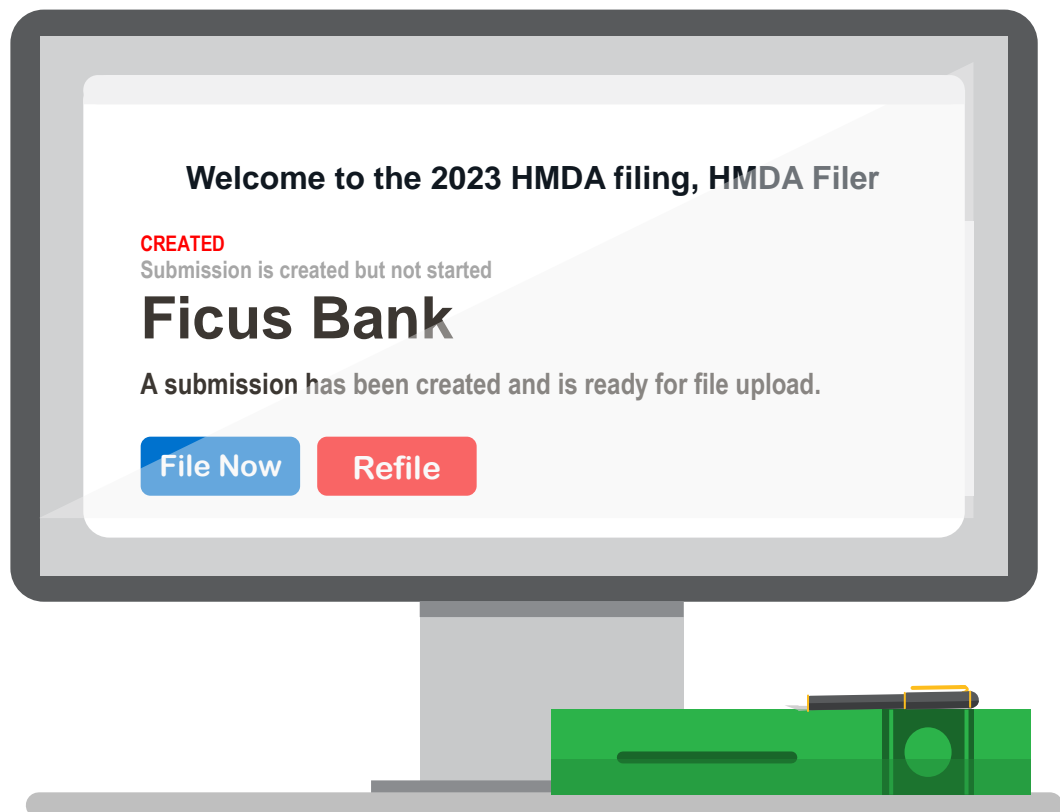 Welcome to the 2023 HMDA filing, HMDA Filer
CREATED
Submission is created but not started
Ficus Bank
A submission has been created and is ready for file upload.
File Now Refile